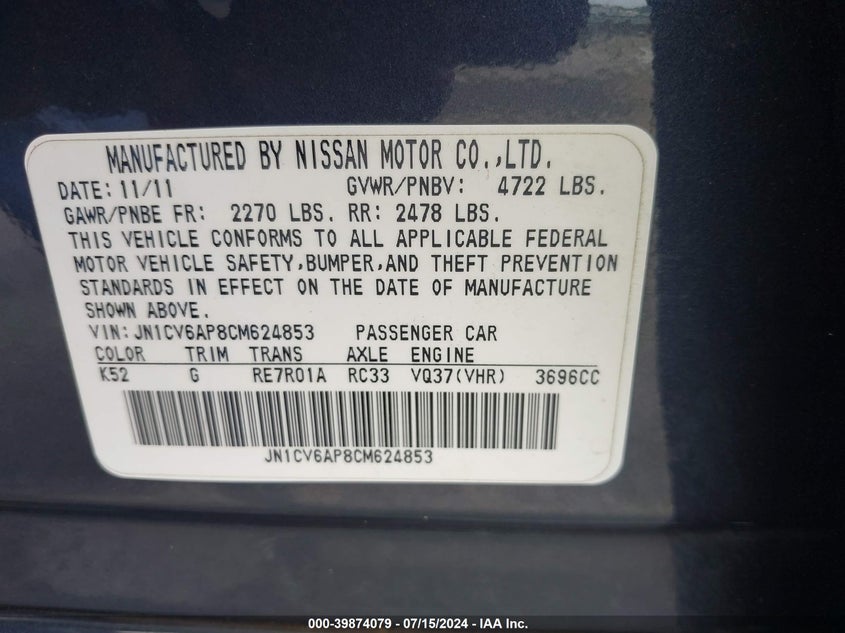 MANUFACTURED BY NISSAN MOTOR CO.,LTD.
DATE: 11/11 GVWR/PNBV: 4722 LBS.
GAWR/PNBE FR: 2270 LBS. RR: 2478 LBS.
THIS VEHICLE CONFORMS TO ALL APPLICABLE FEDERAL
MOTOR VEHICLE SAFETY,BUMPER,AND THEFT PREVENTION
STANDARDS IN EFFECT ON THE DATE OF MANUFACTURE
SHOWN ABOVE.
VIN: JN1CV6AP8CM624853 PASSENGER CAR
COLOR TRIM TRANS AXLE ENGINE
K52 G RE7R01A RC33 VQ37(VHR) 3696CC
JN1CV6AP8CM624853
000-39874079 - 07/15/2024 - IAA Inc.